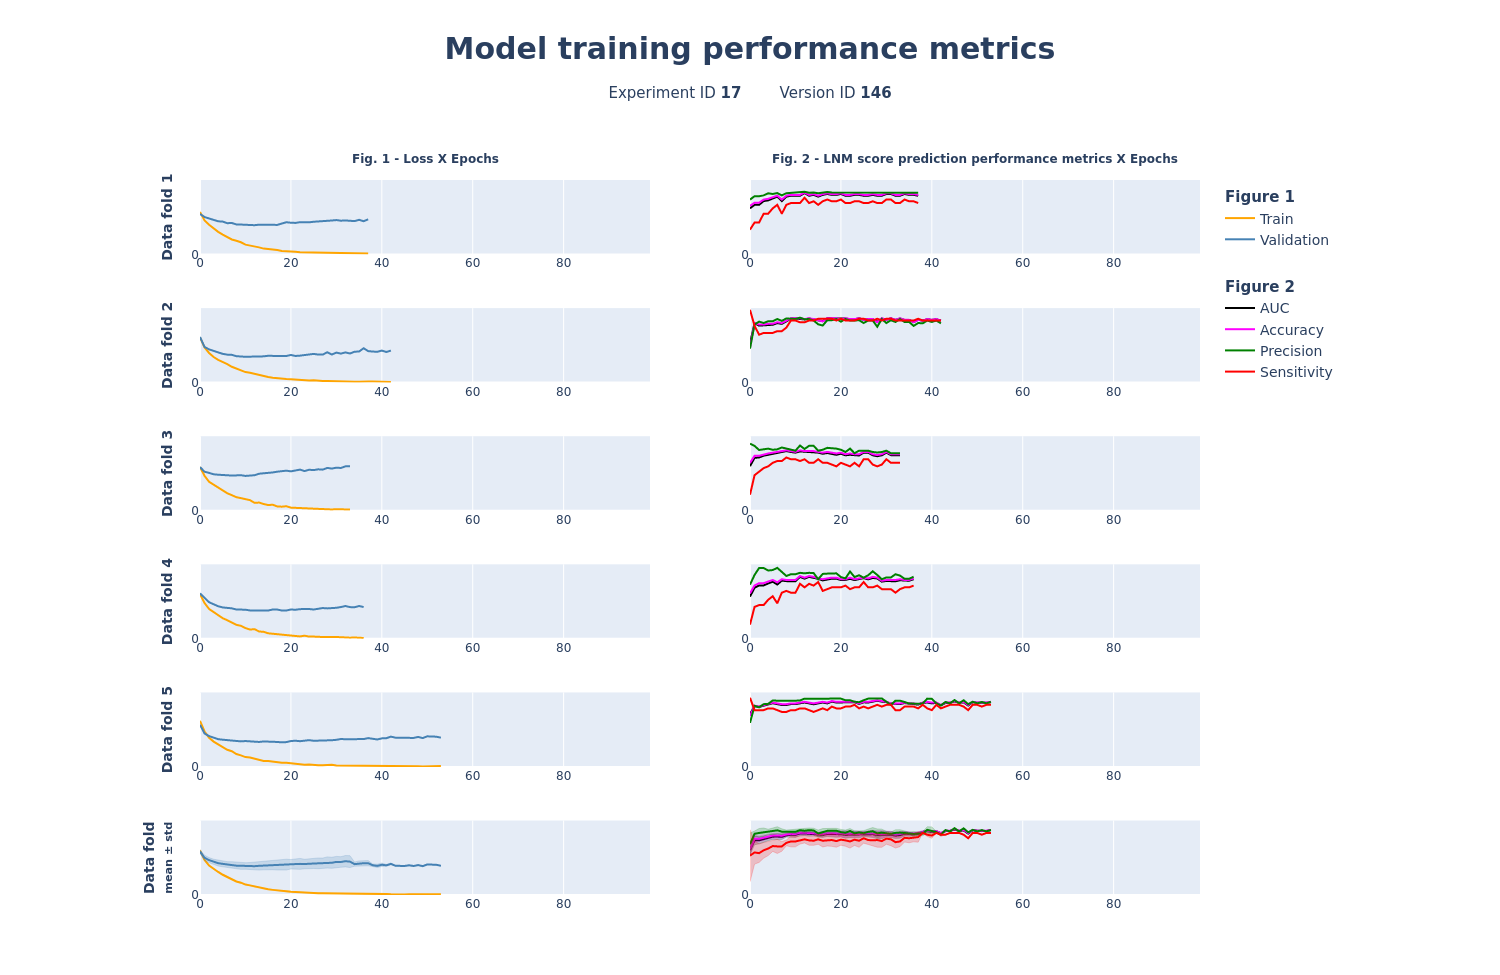 Model training performance metrics
Experiment ID 17 Version ID 146
Fig. 1 - Loss X Epochs
Fig. 2 - LNM score prediction performance metrics X Epochs
Data fold 1
0
0 20 40 60 80
0
0 20 40 60 80
Data fold 2
0
0 20 40 60 80
0
0 20 40 60 80
Data fold 3
0
0 20 40 60 80
0
0 20 40 60 80
Data fold 4
0
0 20 40 60 80
0
0 20 40 60 80
Data fold 5
0
0 20 40 60 80
0
0 20 40 60 80
Data fold
mean ± std
0
0 20 40 60 80
0
0 20 40 60 80
Figure 1
Train
Validation
Figure 2
AUC
Accuracy
Precision
Sensitivity